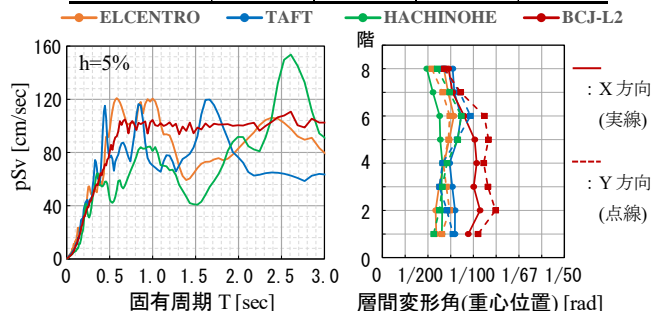 ELCENTRO TAFT HACHINOHE BCJ-L2
160
120
80
40
0
pSv [cm/sec]
h=5%
0 0.5 1.0 1.5 2.0 2.5 3.0
固有周期 T [sec]
階
8
6
4
2
0
0 1/200 1/100 1/67 1/50
層間変形角(重心位置) [rad]
: X 方向
(実線)
: Y 方向
(点線)